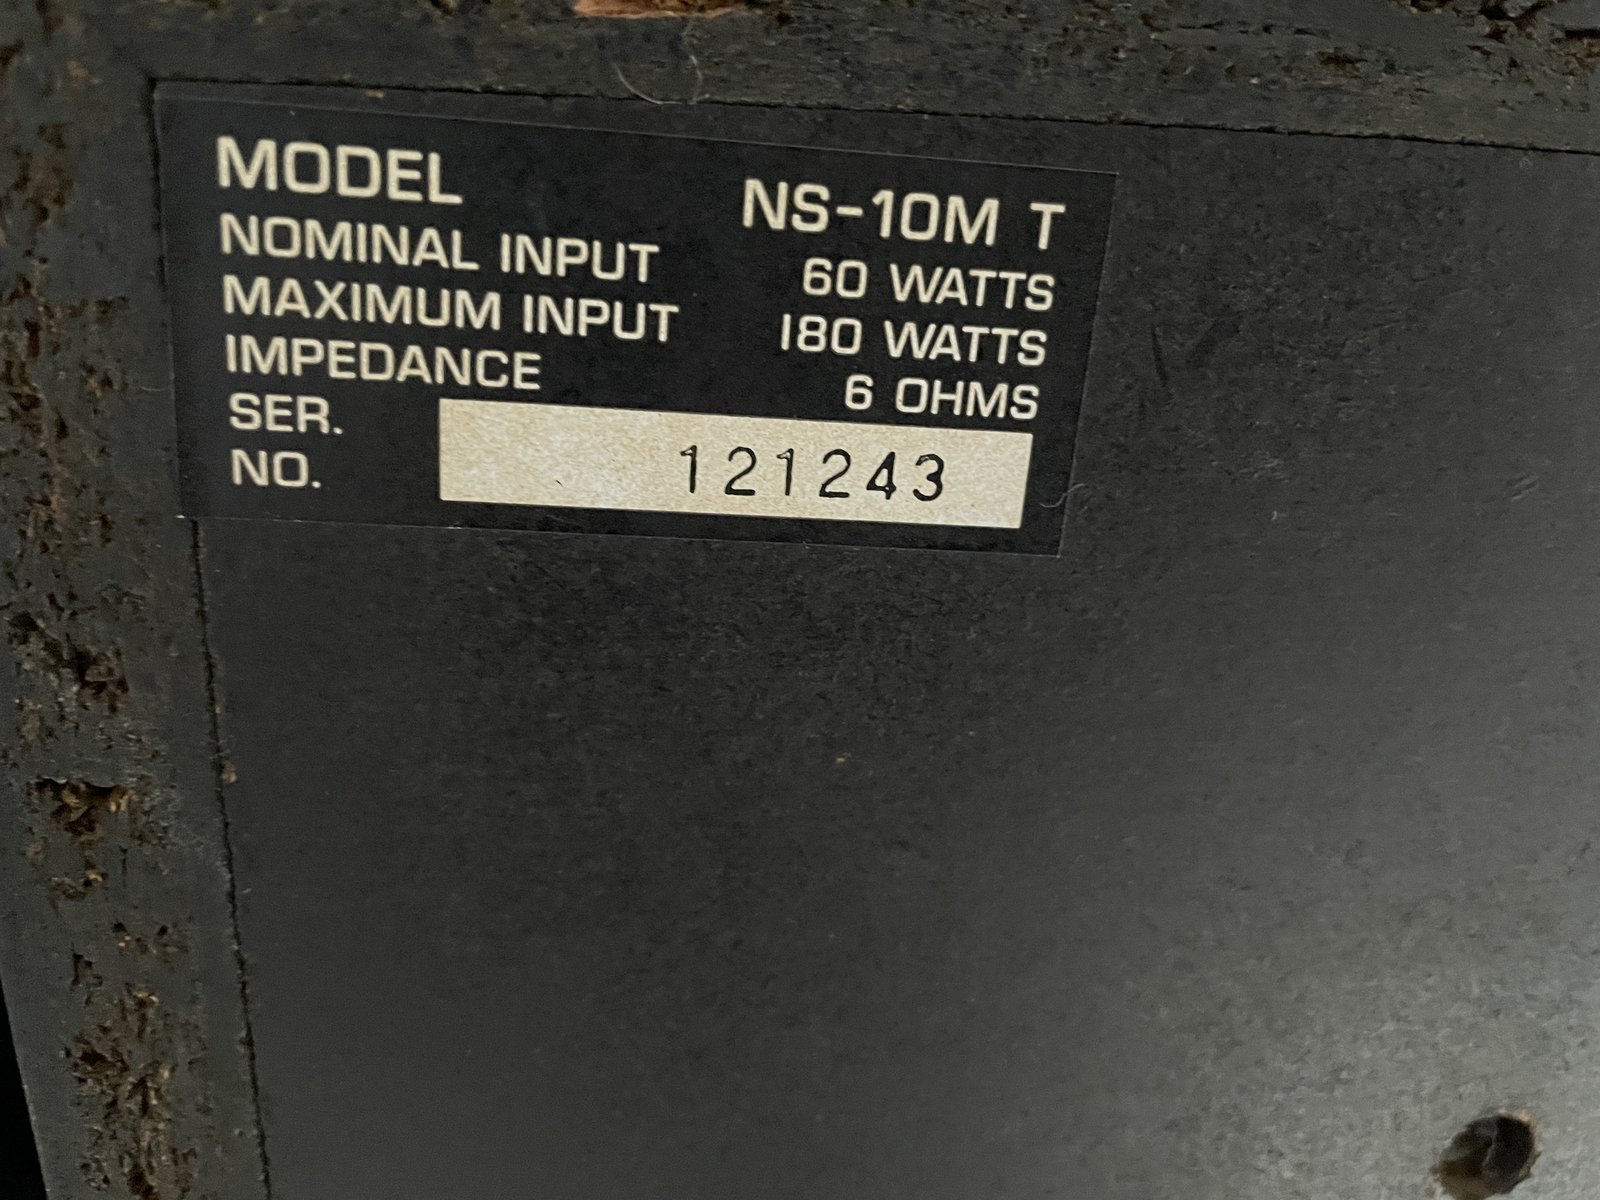 MODEL NS-10M T
NOMINAL INPUT 60 WATTS
MAXIMUM INPUT 180 WATTS
IMPEDANCE 6 OHMS
SER.
NO. 121243